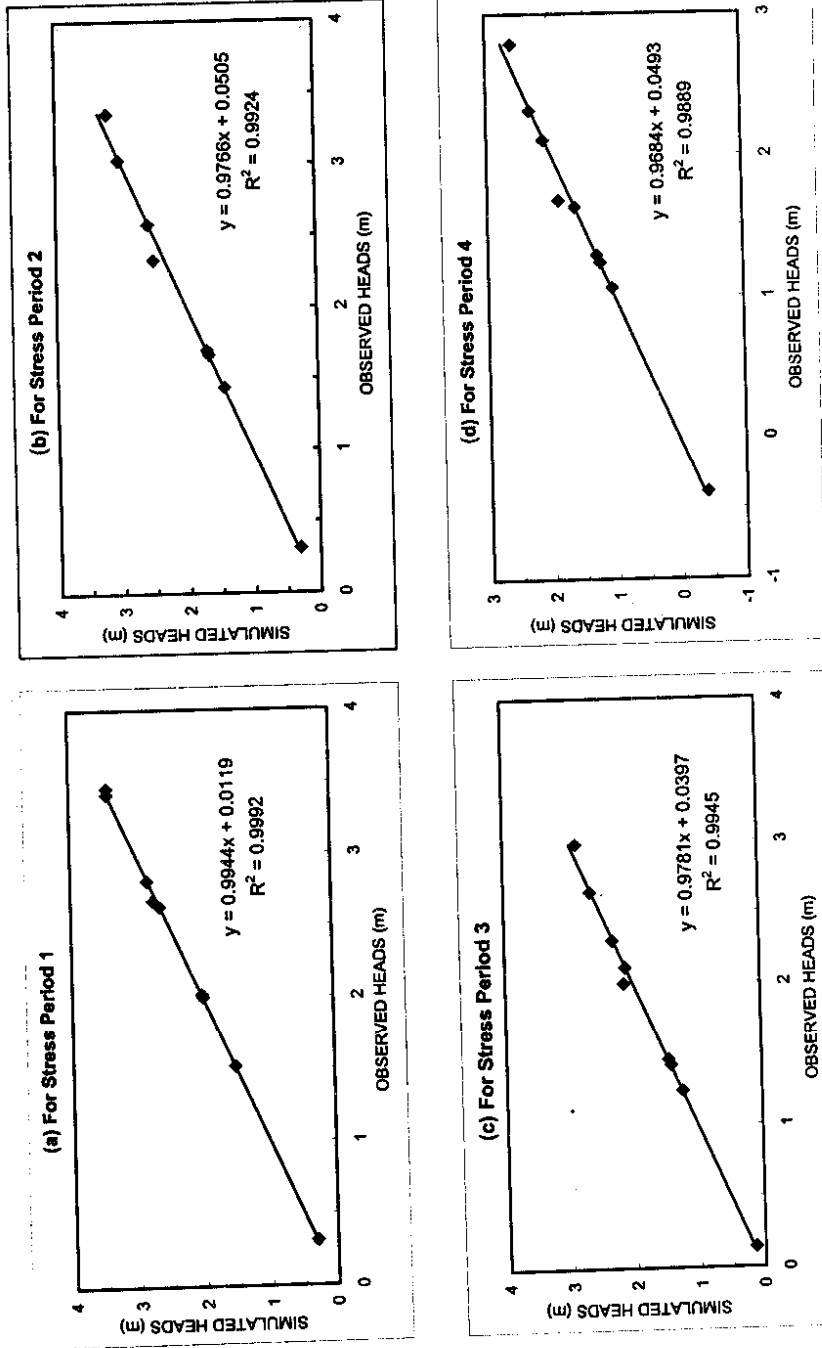 (a) For Stress Period 1
4
3
2
1
0
SIMULATED HEADS (m)
y = 0.9944x + 0.0119
R² = 0.9992
0
1
2
3
4
OBSERVED HEADS (m)
(b) For Stress Period 2
4
3
2
1
0
SIMULATED HEADS (m)
y = 0.9766x + 0.0505
R² = 0.9924
0
1
2
3
4
OBSERVED HEADS (m)
(c) For Stress Period 3
4
3
2
1
0
SIMULATED HEADS (m)
y = 0.9781x + 0.0397
R² = 0.9945
0
1
2
3
4
OBSERVED HEADS (m)
(d) For Stress Period 4
3
2
1
0
-1
SIMULATED HEADS (m)
y = 0.9684x + 0.0493
R² = 0.9889
-1
0
1
2
3
OBSERVED HEADS (m)